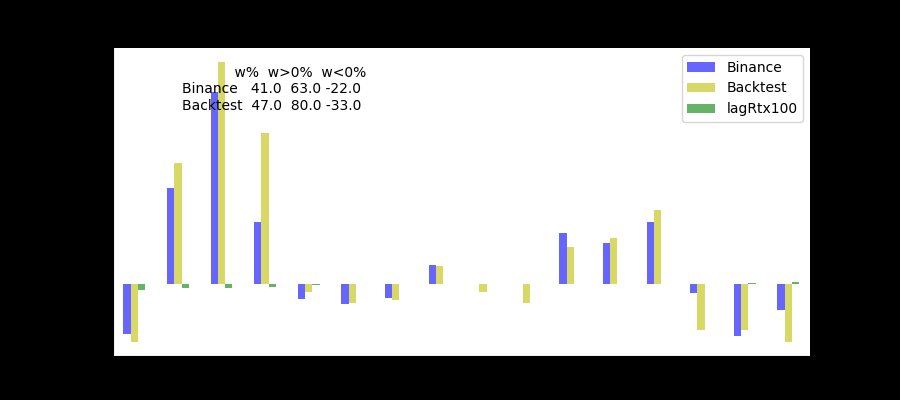 w% w>0% w<0%
Binance 41.0 63.0 -22.0
Backtest 47.0 80.0 -33.0
Binance
Backtest
lagRtx100